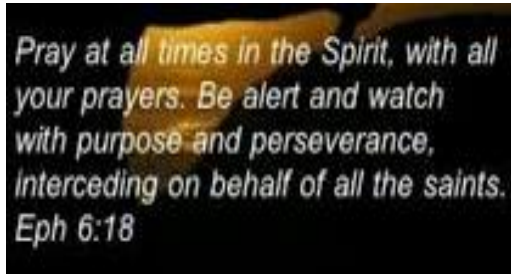 Pray at all times in the Spirit, with all
your prayers. Be alert and watch
with purpose and perseverance,
interceding on behalf of all the saints.
Eph 6:18